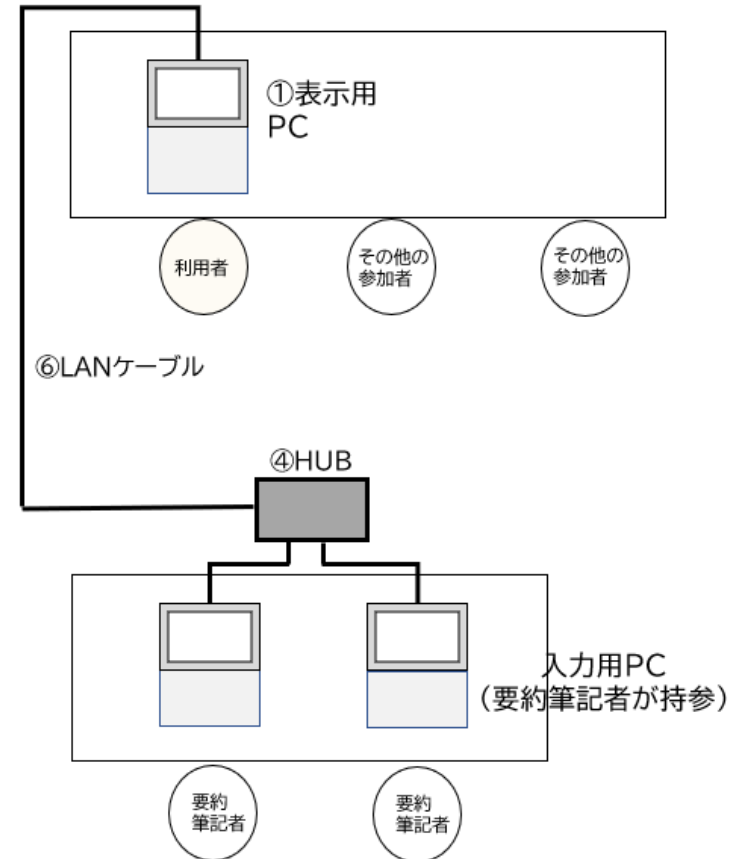 ①表示用
PC
利用者
その他の
参加者
その他の
参加者
⑥LANケーブル
④HUB
入力用PC
（要約筆記者が持参）
要約
筆記者
要約
筆記者